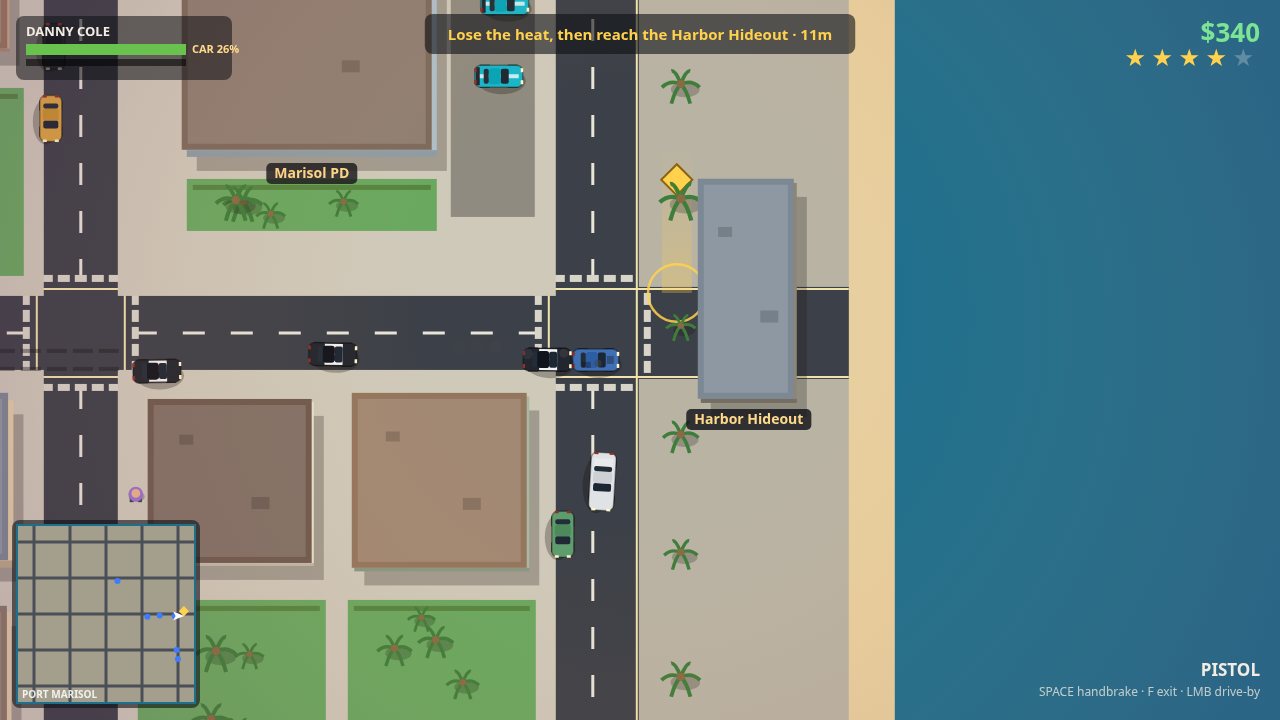 DANNY COLE
CAR 26%
Lose the heat, then reach the Harbor Hideout · 11m
$340
Marisol PD
Harbor Hideout
PORT MARISOL
PISTOL
SPACE handbrake · F exit · LMB drive-by